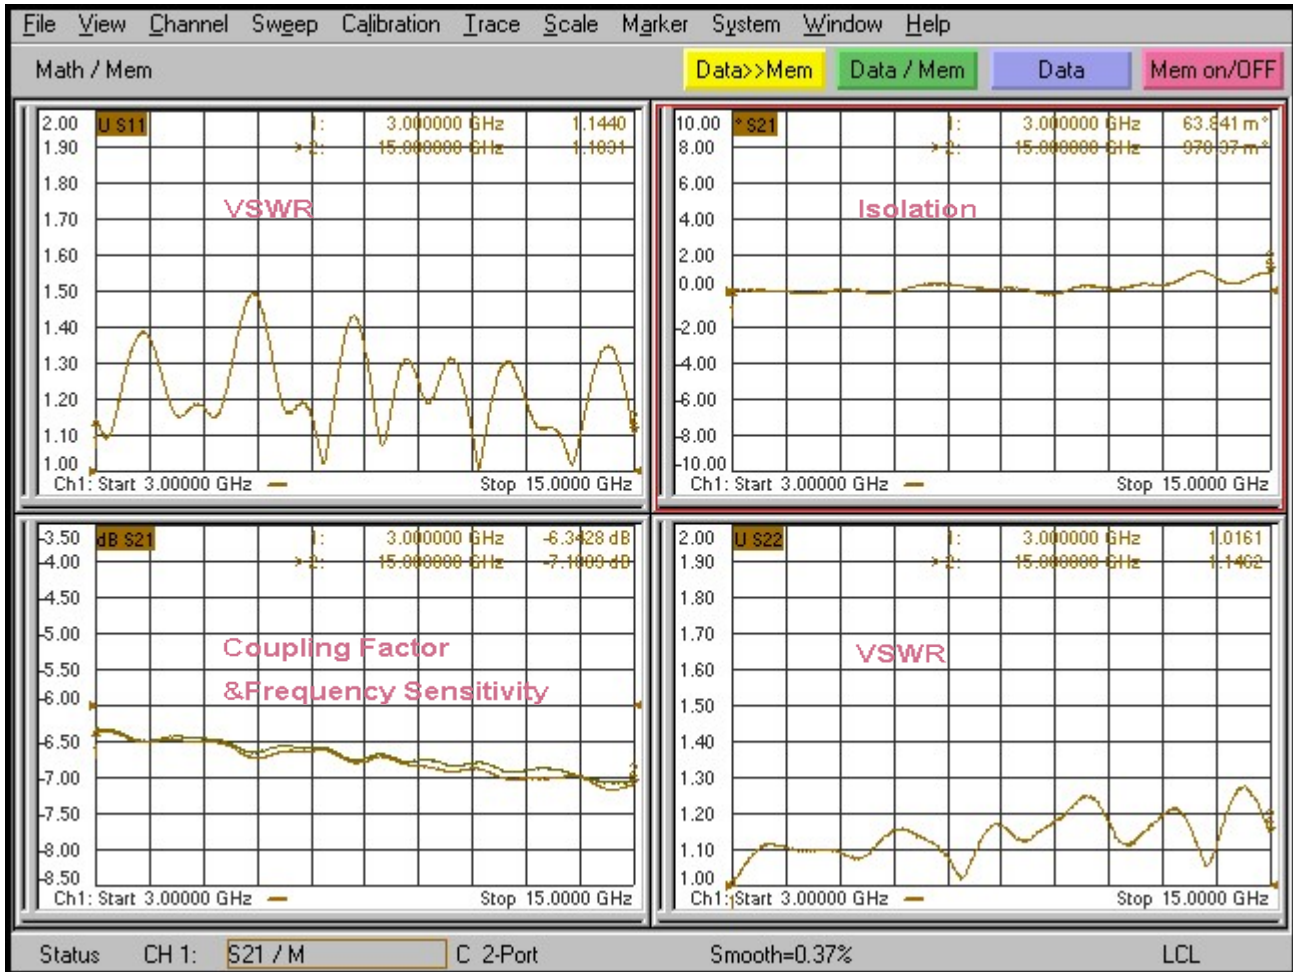 File View Channel Sweep Calibration Trace Scale Marker System Window Help
Math / Mem Data>>Mem Data / Mem Data Mem on/OFF
2.00 U S11 1: 3.000000 GHz 1.1440
1.90 > 2: 15.000000 GHz 1.1831
1.80
1.70 VSWR
1.60
1.50
1.40
1.30
1.20
1.10
1.00
Ch1: Start 3.00000 GHz Stop 15.0000 GHz
10.00 ° S21 1: 3.000000 GHz 63.841 m°
8.00 > 2: 15.000000 GHz 970.37 m°
6.00
4.00 Isolation
2.00
0.00
-2.00
-4.00
-6.00
-8.00
-10.00
Ch1: Start 3.00000 GHz Stop 15.0000 GHz
-3.50 dB S21 1: 3.000000 GHz -6.3428 dB
-4.00 > 2: 15.000000 GHz
-4.50
-5.00 Coupling Factor
-5.50 &Frequency Sensitivity
-6.00
-6.50
-7.00
-7.50
-8.00
-8.50
Ch1: Start 3.00000 GHz Stop 15.0000 GHz
2.00 U S22 1: 3.000000 GHz 1.0161
1.90 > 2: 15.000000 GHz 1.1462
1.80
1.70 VSWR
1.60
1.50
1.40
1.30
1.20
1.10
1.00
Ch1: Start 3.00000 GHz Stop 15.0000 GHz
Status CH 1: S21 / M C 2-Port Smooth=0.37% LCL